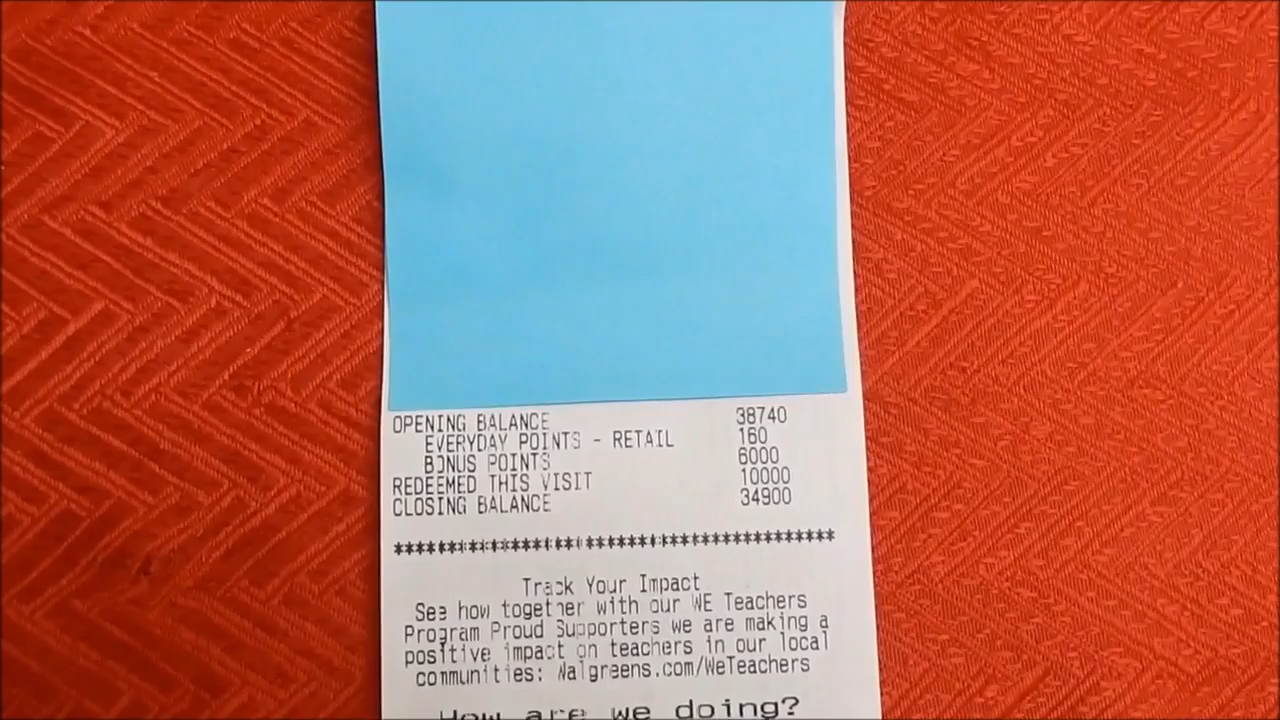 OPENING BALANCE 38740
EVERYDAY POINTS - RETAIL 160
BONUS POINTS 6000
REDEEMED THIS VISIT 10000
CLOSING BALANCE 34900
******************************************
Track Your Impact
See how together with our WE Teachers
Program Proud Supporters we are making a
positive impact on teachers in our local
communities: Walgreens.com/WeTeachers
How are we doing?